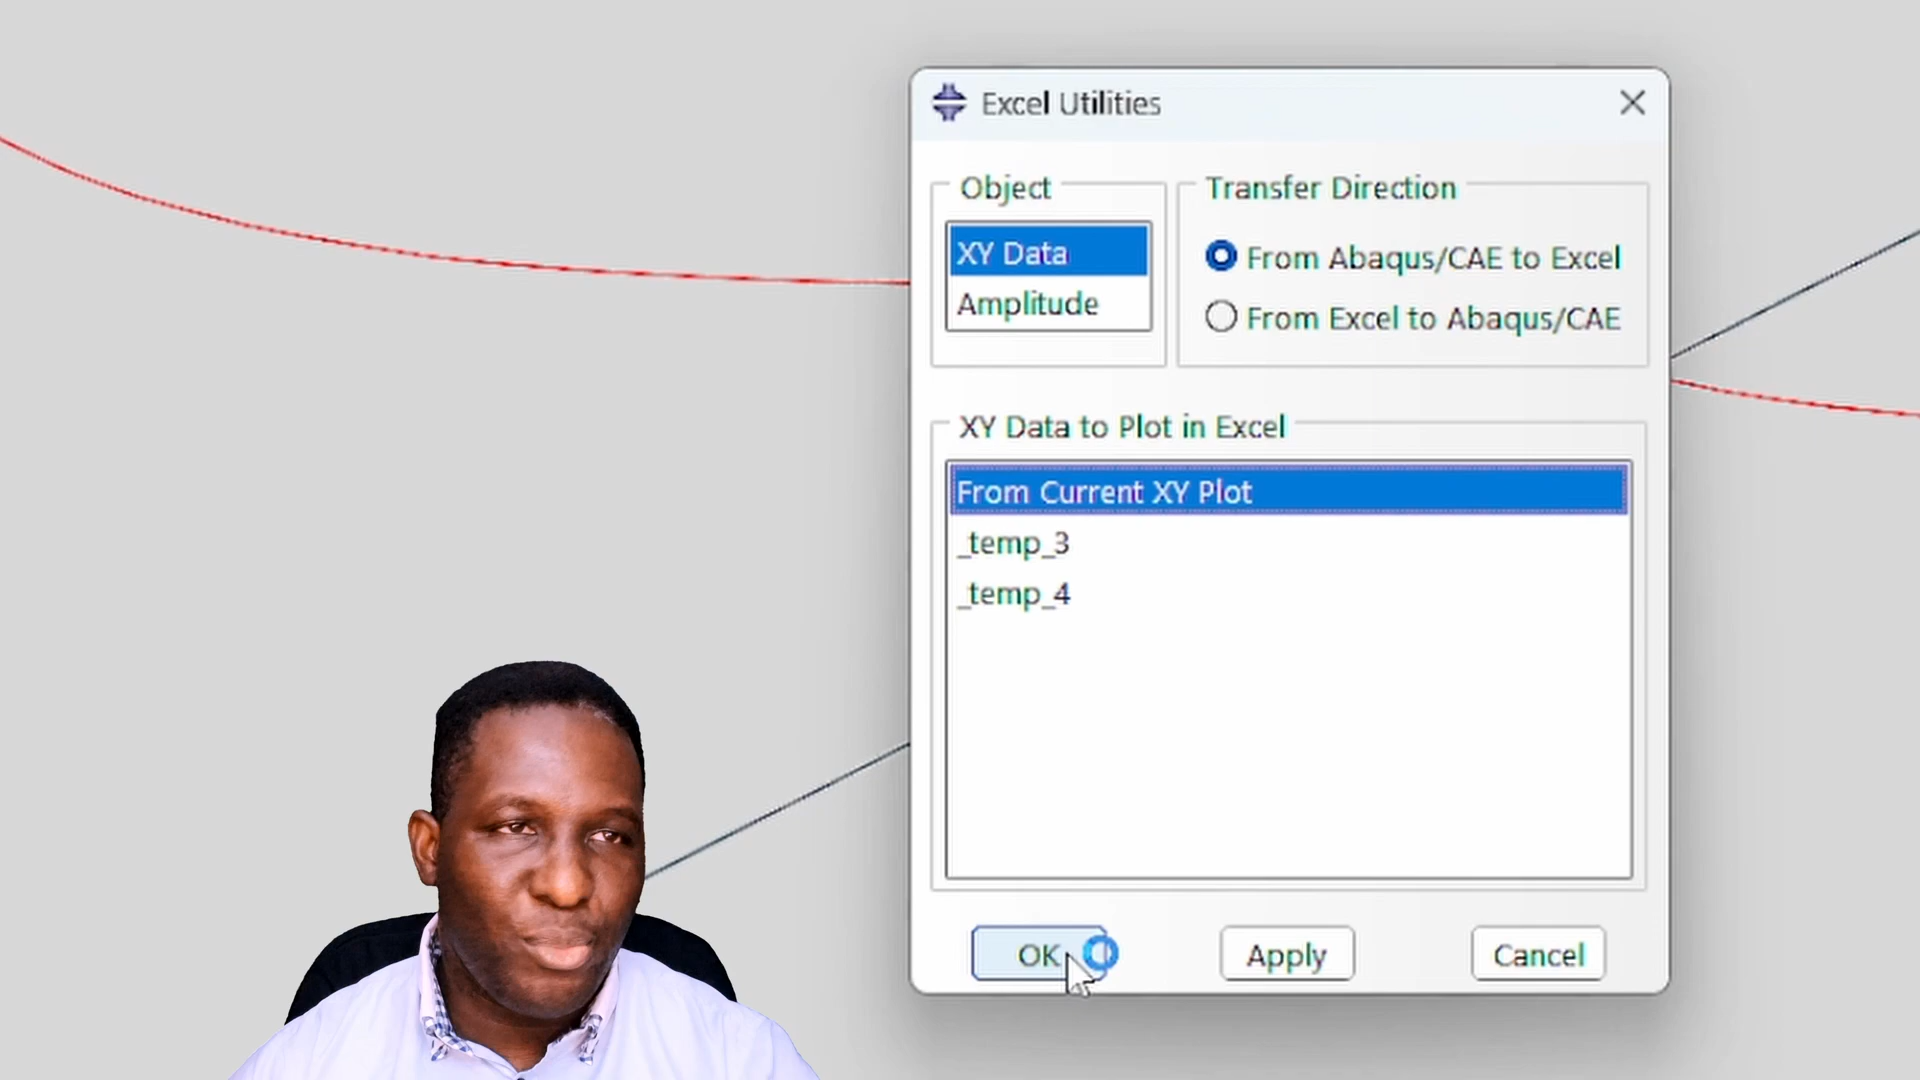 Excel Utilities
Object
Transfer Direction
XY Data
Amplitude
From Abaqus/CAE to Excel
From Excel to Abaqus/CAE
XY Data to Plot in Excel
From Current XY Plot
_temp_3
_temp_4
OK
Apply
Cancel